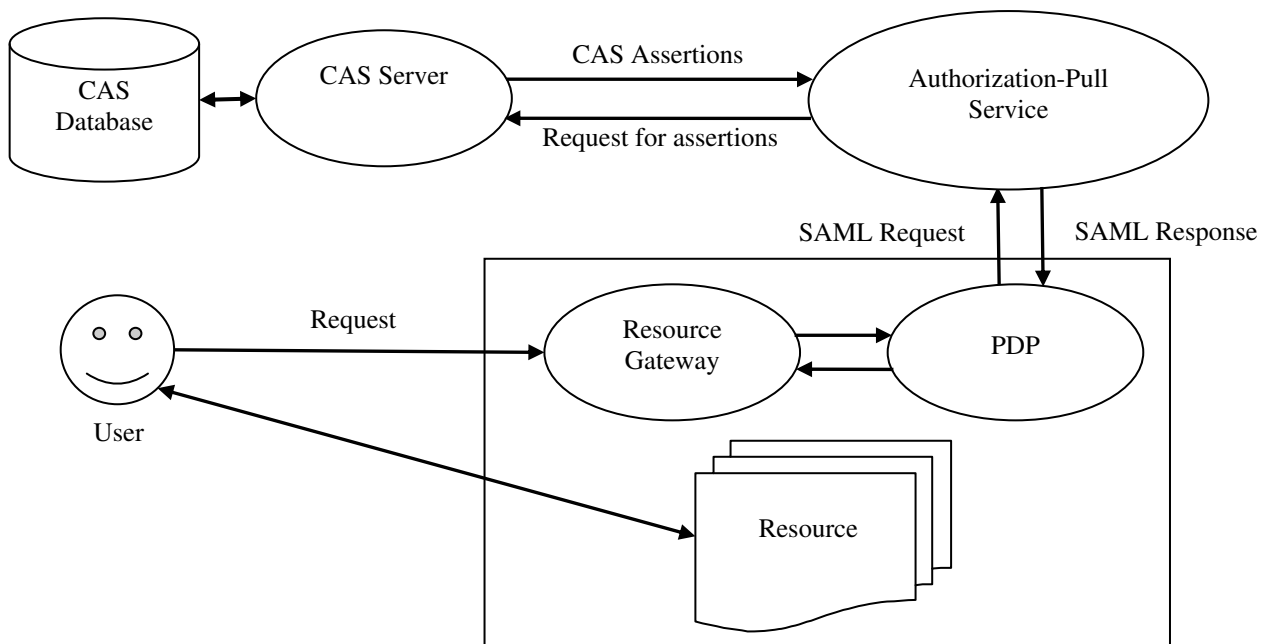 CAS
Database
CAS Server
CAS Assertions
Request for assertions
Authorization-Pull
Service
SAML Request
SAML Response
Request
User
Resource
Gateway
PDP
Resource